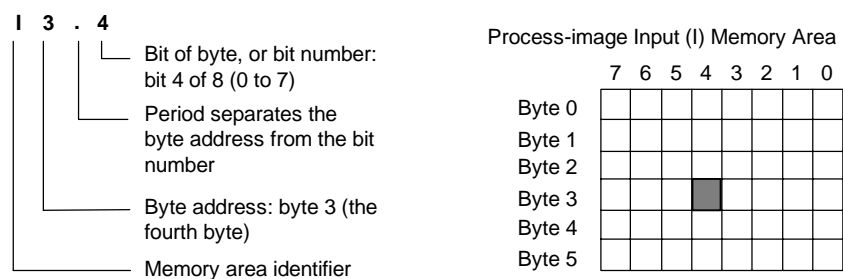 I 3 . 4
Bit of byte, or bit number:
bit 4 of 8 (0 to 7)
Period separates the
byte address from the bit
number
Byte address: byte 3 (the
fourth byte)
Memory area identifier
Process-image Input (I) Memory Area
7 6 5 4 3 2 1 0
Byte 0
Byte 1
Byte 2
Byte 3
Byte 4
Byte 5